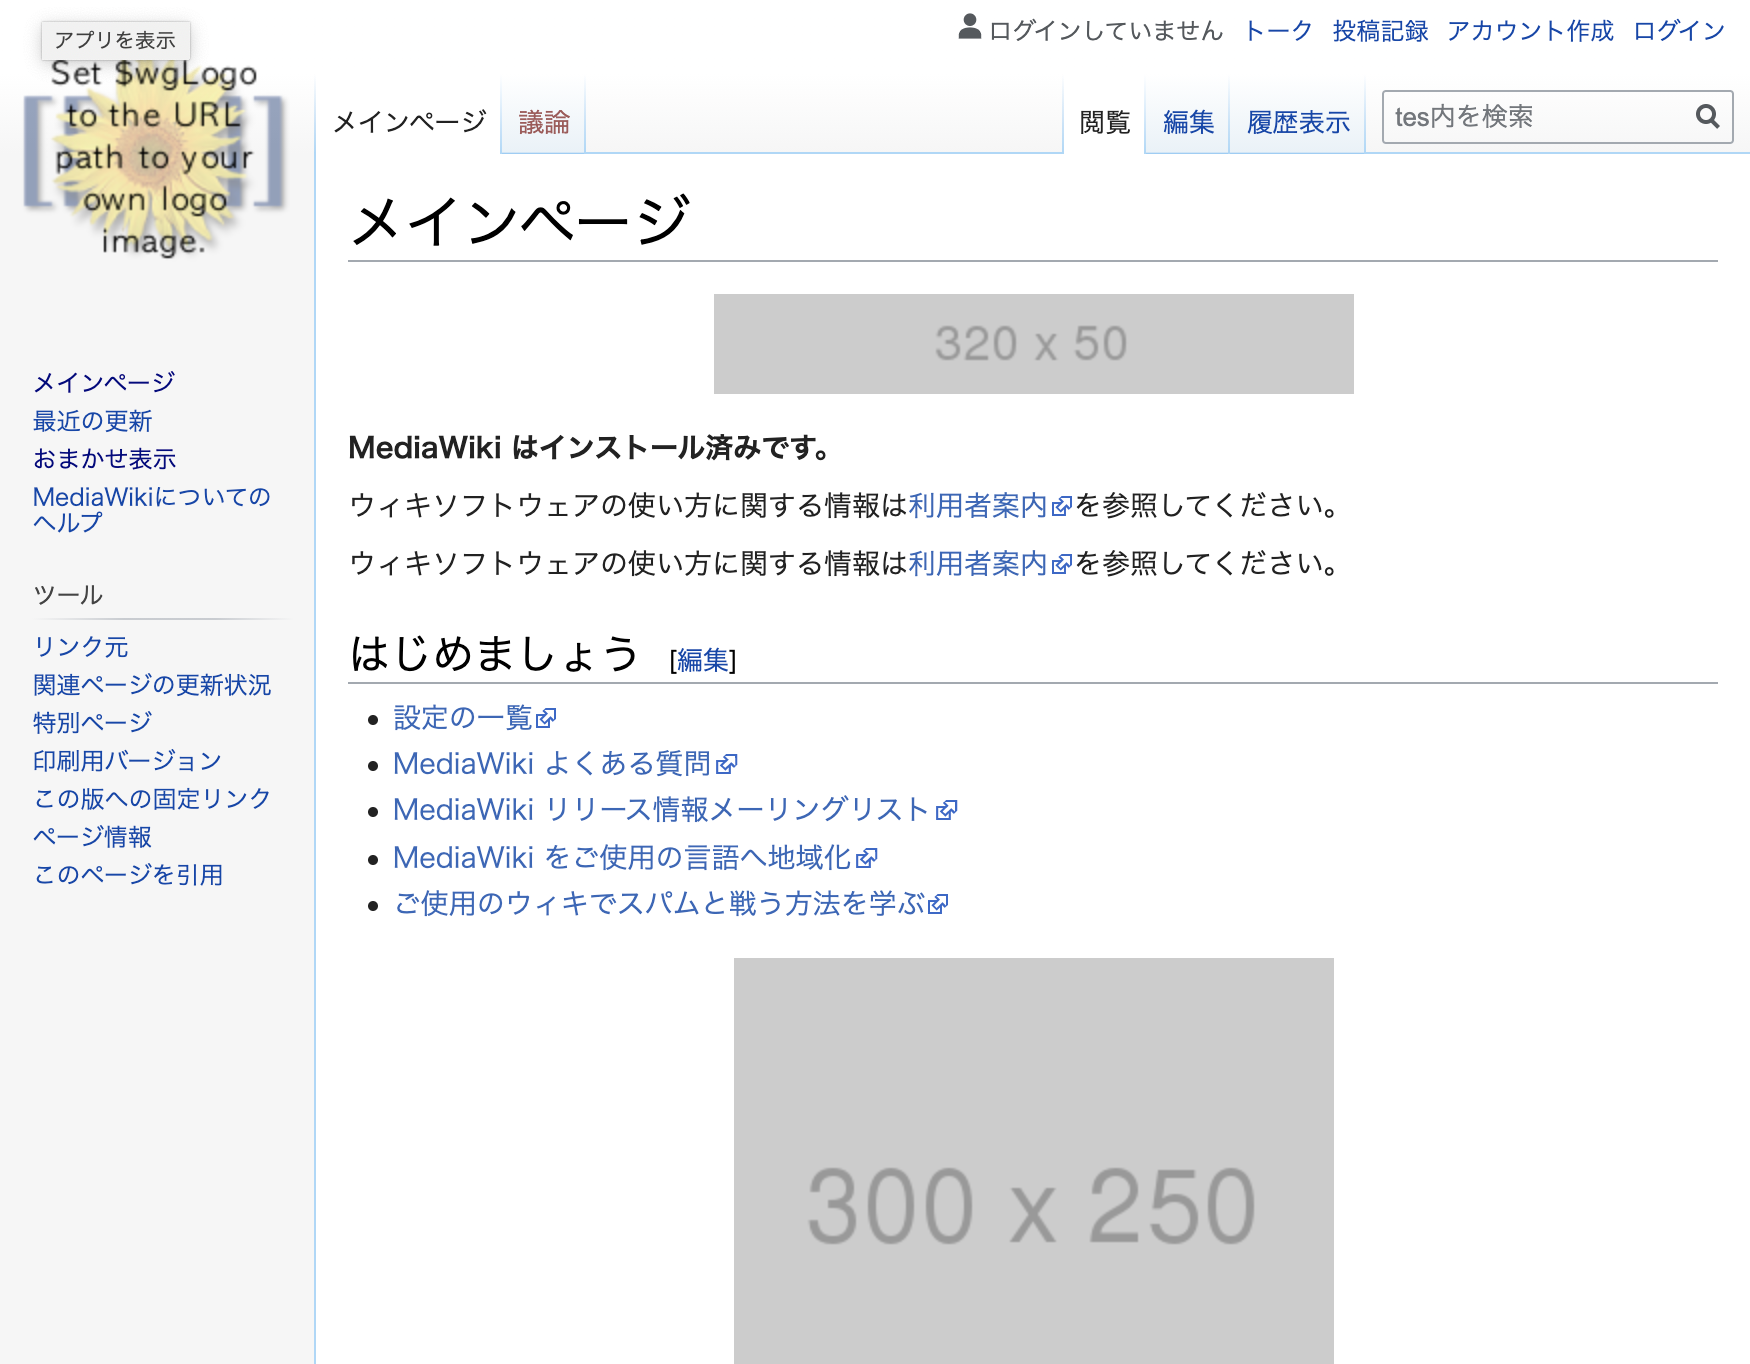 アプリを表示
Set $wgLogo
to the URL
path to your
own logo
image.
ログインしていません トーク 投稿記録 アカウント作成 ログイン
メインページ 議論 閲覧 編集 履歴表示 tes内を検索
メインページ
最近の更新
おまかせ表示
MediaWikiについての
ヘルプ
ツール
リンク元
関連ページの更新状況
特別ページ
印刷用バージョン
この版への固定リンク
ページ情報
このページを引用
メインページ
320 x 50
MediaWiki はインストール済みです。
ウィキソフトウェアの使い方に関する情報は利用者案内を参照してください。
ウィキソフトウェアの使い方に関する情報は利用者案内を参照してください。
はじめましょう [編集]
設定の一覧
MediaWiki よくある質問
MediaWiki リリース情報メーリングリスト
MediaWiki をご使用の言語へ地域化
ご使用のウィキでスパムと戦う方法を学ぶ
300 x 250